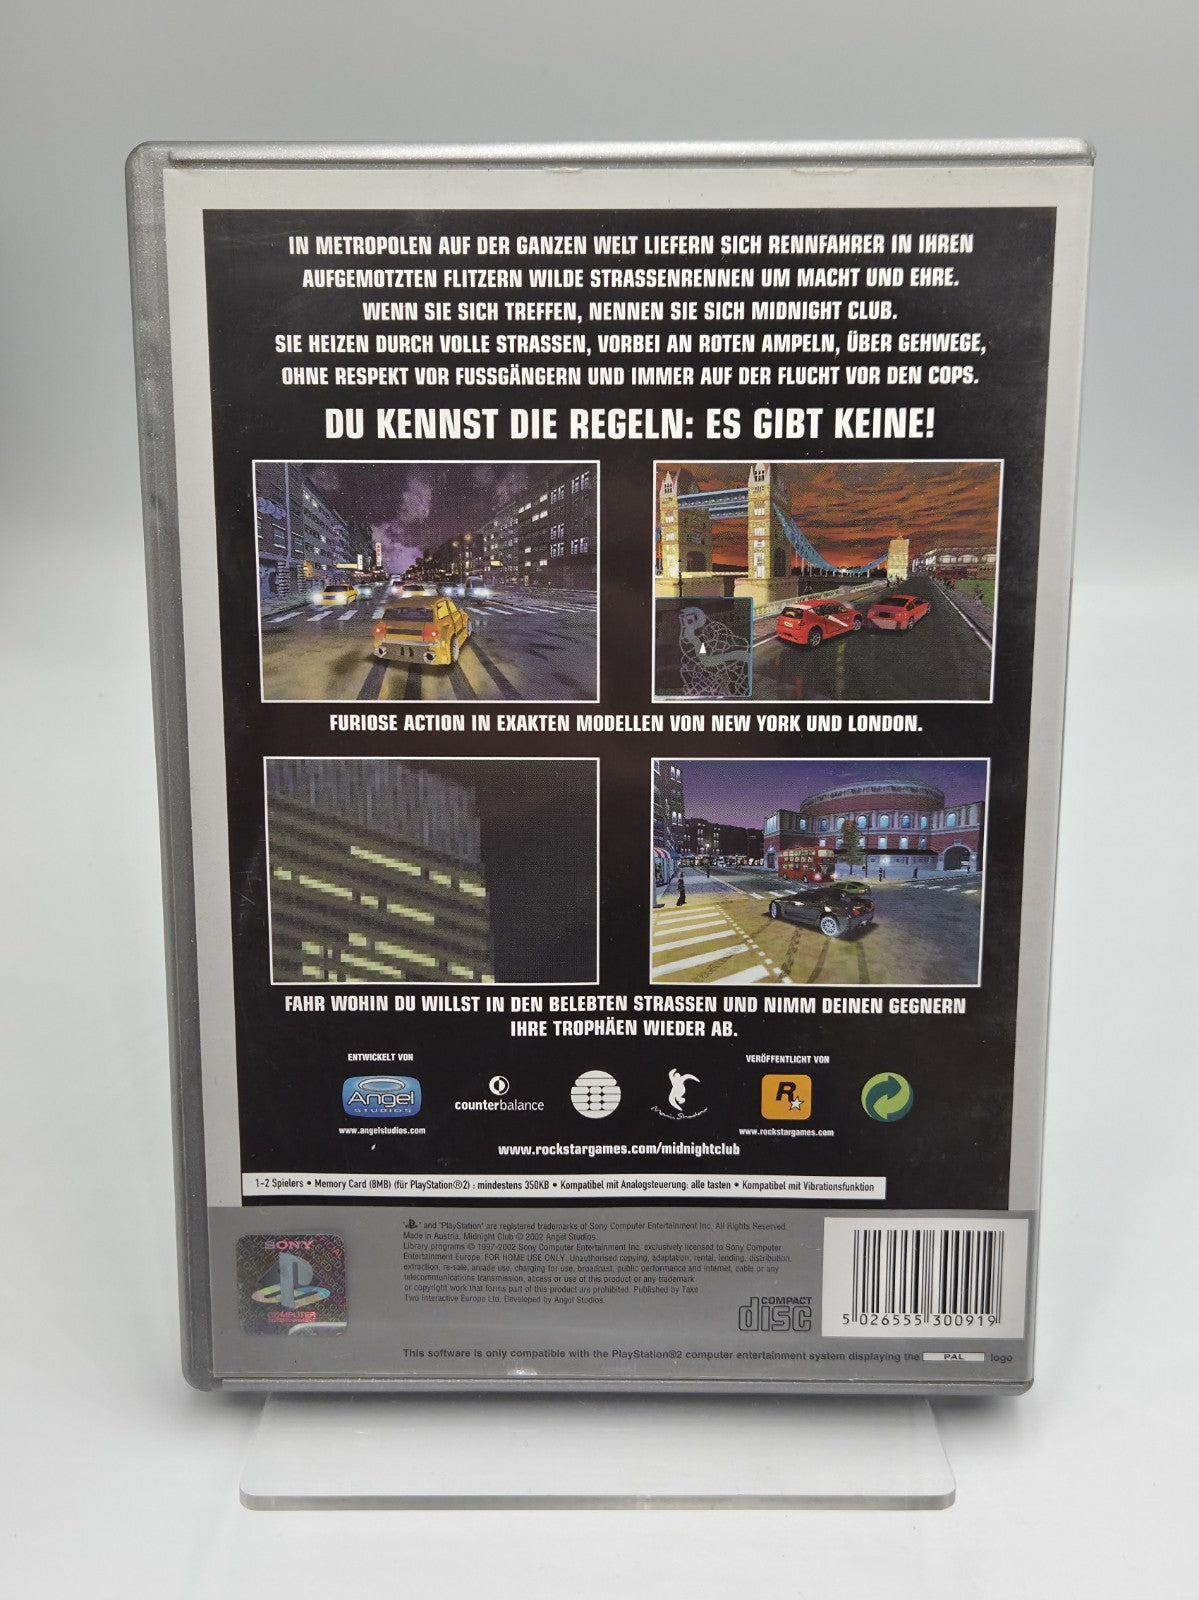 IN METROPOLEN AUF DER GANZEN WELT LIEFERN SICH RENNFAHRER IN IHREN
AUFGEMOTZTEN FLITZERN WILDE STRASSENRENNEN UM MACHT UND EHRE.
WENN SIE SICH TREFFEN, NENNEN SIE SICH MIDNIGHT CLUB.
SIE HEIZEN DURCH VOLLE STRASSEN, VORBEI AN ROTEN AMPELN, ÜBER GEHWEGE,
OHNE RESPEKT VOR FUSSGÄNGERN UND IMMER AUF DER FLUCHT VOR DEN COPS.
DU KENNST DIE REGELN: ES GIBT KEINE!
FURIOSE ACTION IN EXAKTEN MODELLEN VON NEW YORK UND LONDON.
FAHR WOHIN DU WILLST IN DEN BELEBTEN STRASSEN UND NIMM DEINEN GEGNERN
IHRE TROPHÄEN WIEDER AB.
ENTWICKELT VON
VERÖFFENTLICHT VON
Angel
STUDIOS
www.angelstudios.com
counterbalance
Movin Shadow
R
www.rockstargames.com
www.rockstargames.com/midnightclub
1-2 Spielers • Memory Card (8MB) (für PlayStation®2) : mindestens 350KB • Kompatibel mit Analogsteuerung: alle tasten • Kompatibel mit Vibrationsfunktion
SONY
COMPUTER
ENTERTAINMENT
" " and "PlayStation" are registered trademarks of Sony Computer Entertainment Inc. All Rights Reserved.
Made in Austria. Midnight Club © 2002 Angel Studios.
Library programs © 1997-2002 Sony Computer Entertainment Inc. exclusively licensed to Sony Computer
Entertainment Europe. FOR HOME USE ONLY. Unauthorised copying, adaptation, rental, lending, distribution,
extraction, re-sale, arcade use, charging for use, broadcast, public performance and internet, cable or any
telecommunications transmission, access or use of this product or any trademark
or copyright work that forms part of this product are prohibited. Published by Take
Two Interactive Europe Ltd. Developed by Angel Studios.
COMPACT
disc
5 026555 300919
This software is only compatible with the PlayStation®2 computer entertainment system displaying the PAL logo